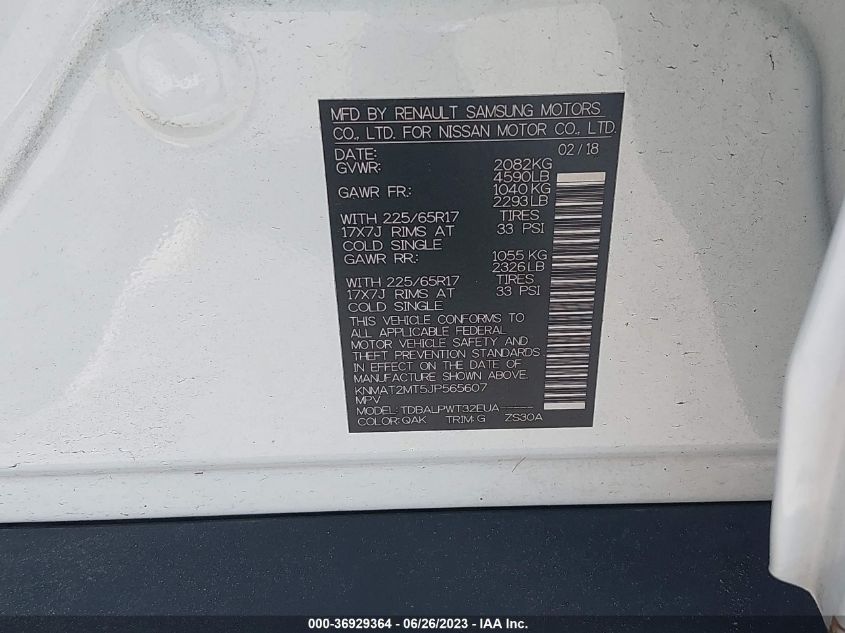 MFD BY RENAULT SAMSUNG MOTORS
CO., LTD. FOR NISSAN MOTOR CO., LTD.
DATE: 02/18
GVWR: 2082KG
4590LB
GAWR FR.: 1040KG
2293LB
WITH 225/65R17 TIRES
17X7J RIMS AT 33 PSI
COLD SINGLE
GAWR RR.: 1055 KG
2326LB
WITH 225/65R17 TIRES
17X7J RIMS AT 33 PSI
COLD SINGLE
THIS VEHICLE CONFORMS TO
ALL APPLICABLE FEDERAL
MOTOR VEHICLE SAFETY AND
THEFT PREVENTION STANDARDS
IN EFFECT ON THE DATE OF
MANUFACTURE SHOWN ABOVE.
KNMAT2MT5JP565607
MPV
MODEL: TDBALPWT32EUA-----
COLOR:QAK TRIM:G ZS30A
000-36929364 - 06/26/2023 - IAA Inc.